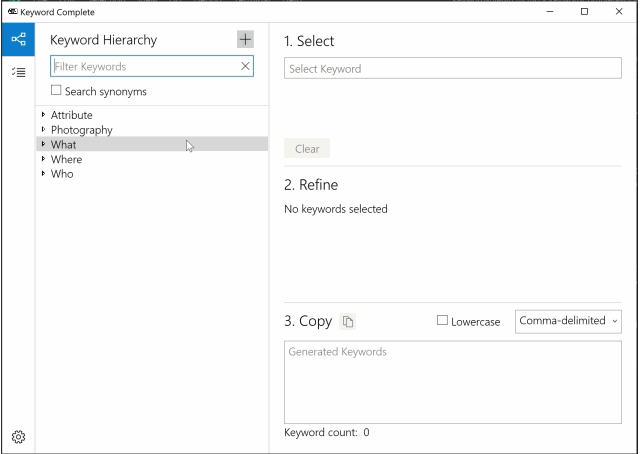 Keyword Complete
Keyword Hierarchy
Filter Keywords
Search synonyms
Attribute
Photography
What
Where
Who
1. Select
Select Keyword
Clear
2. Refine
No keywords selected
3. Copy
Lowercase
Comma-delimited
Generated Keywords
Keyword count: 0